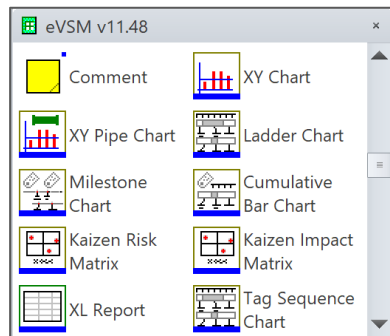 eVSM v11.48
Comment
XY Chart
XY Pipe Chart
Ladder Chart
Milestone
Chart
Cumulative
Bar Chart
Kaizen Risk
Matrix
Kaizen Impact
Matrix
XL Report
Tag Sequence
Chart